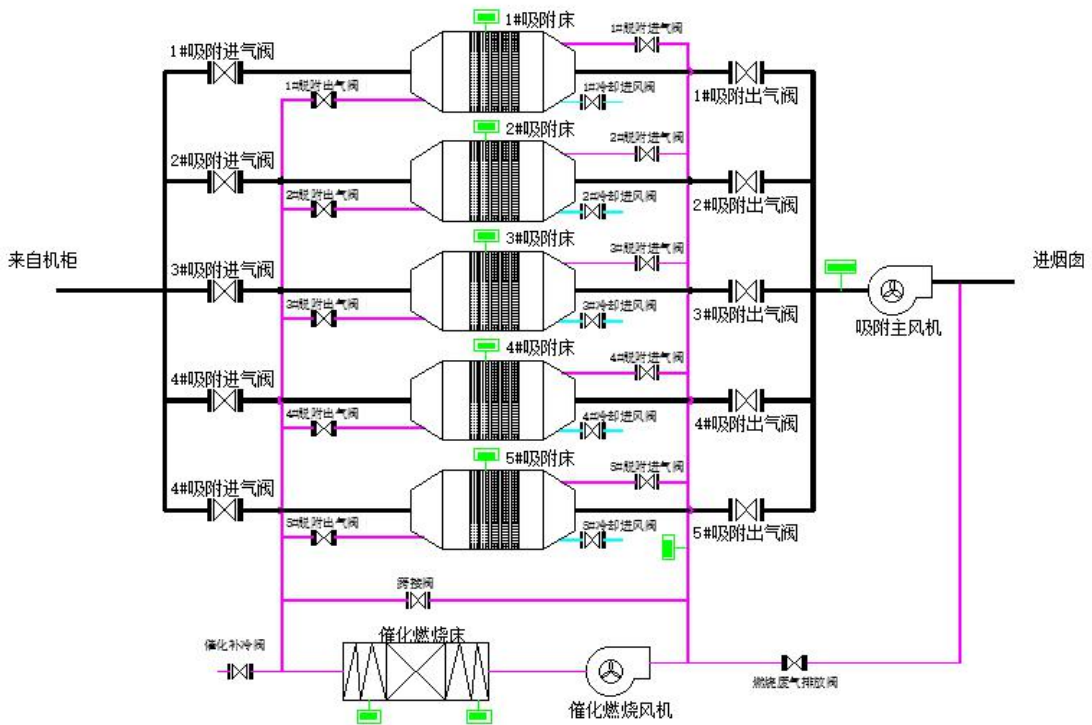 1#吸附床
1#脱附进气阀
1#吸附进气阀
1#脱附出气阀
1#冷却进风阀
1#吸附出气阀
2#吸附床
2#脱附进气阀
2#吸附进气阀
2#脱附出气阀
2#冷却进风阀
2#吸附出气阀
3#吸附床
3#脱附进气阀
来自机柜
进烟囱
3#吸附进气阀
3#脱附出气阀
3#冷却进风阀
3#吸附出气阀
吸附主风机
4#吸附床
4#脱附进气阀
4#吸附进气阀
4#脱附出气阀
4#冷却进风阀
4#吸附出气阀
5#吸附床
5#脱附进气阀
4#吸附进气阀
5#脱附出气阀
5#冷却进风阀
5#吸附出气阀
跨接阀
催化燃烧床
催化补冷阀
燃烧废气排放阀
催化燃烧风机